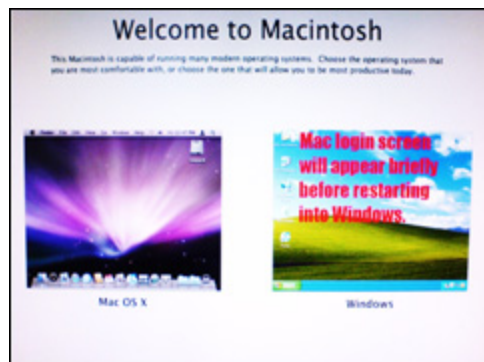 Welcome to Macintosh
This Macintosh is capable of running many modern operating systems. Choose the operating system that
you are most comfortable with, or choose the one that will allow you to be most productive today.
Mac login screen
will appear briefly
before restarting
into Windows.
Mac OS X
Windows